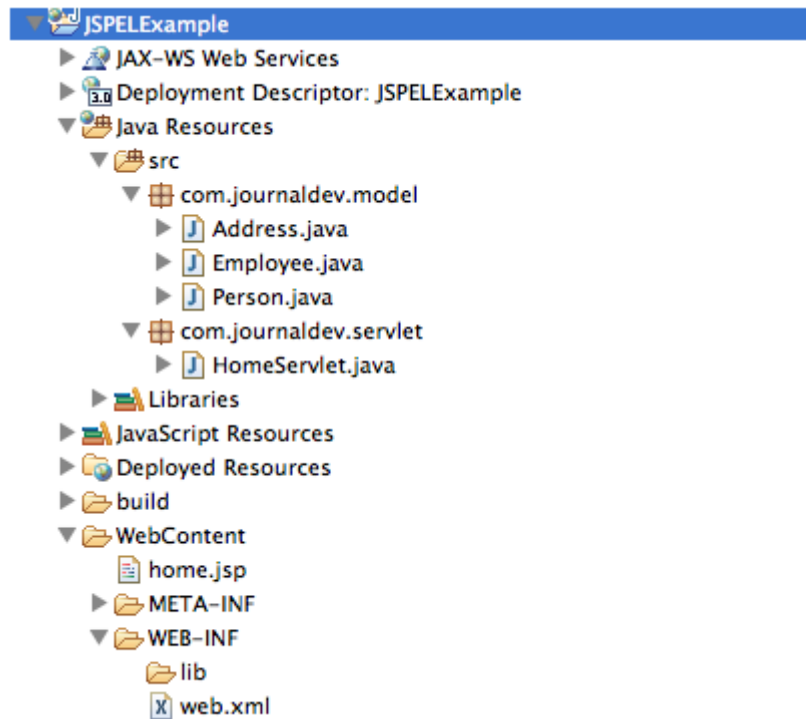 JSPELExample
JAX-WS Web Services
3.0 Deployment Descriptor: JSPELExample
Java Resources
src
com.journaldev.model
J Address.java
J Employee.java
J Person.java
com.journaldev.servlet
J HomeServlet.java
Libraries
JavaScript Resources
Deployed Resources
build
WebContent
home.jsp
META-INF
WEB-INF
lib
X web.xml